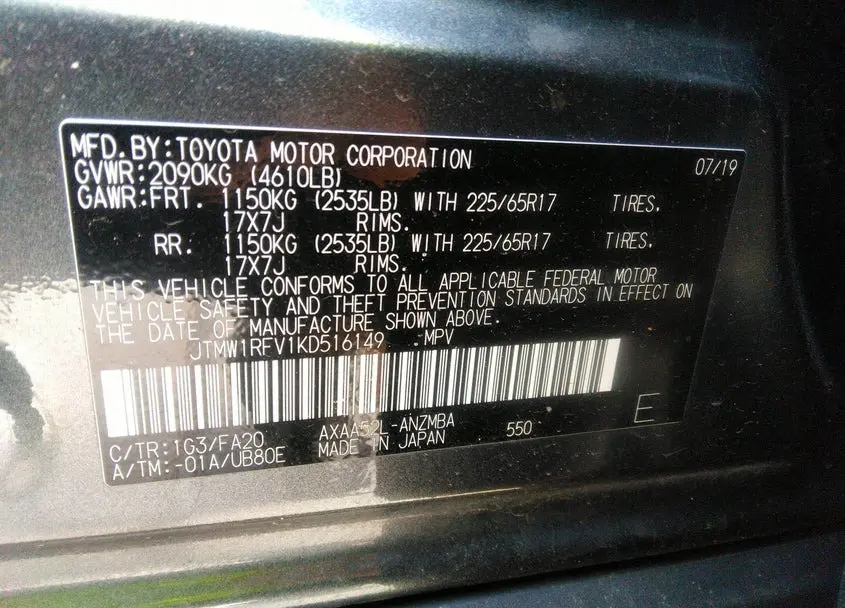 MFD.BY:TOYOTA MOTOR CORPORATION 07/19
GVWR:2090KG (4610LB)
GAWR:FRT. 1150KG (2535LB) WITH 225/65R17 TIRES.
17X7J RIMS.
RR. 1150KG (2535LB) WITH 225/65R17 TIRES.
17X7J RIMS.
THIS VEHICLE CONFORMS TO ALL APPLICABLE FEDERAL MOTOR
VEHICLE SAFETY AND THEFT PREVENTION STANDARDS IN EFFECT ON
THE DATE OF MANUFACTURE SHOWN ABOVE.
JTMW1RFV1KD516149 MPV
C/TR:1G3/FA20 AXAA52L-ANZMBA 550 E
A/TM:-01A/UB80E MADE IN JAPAN